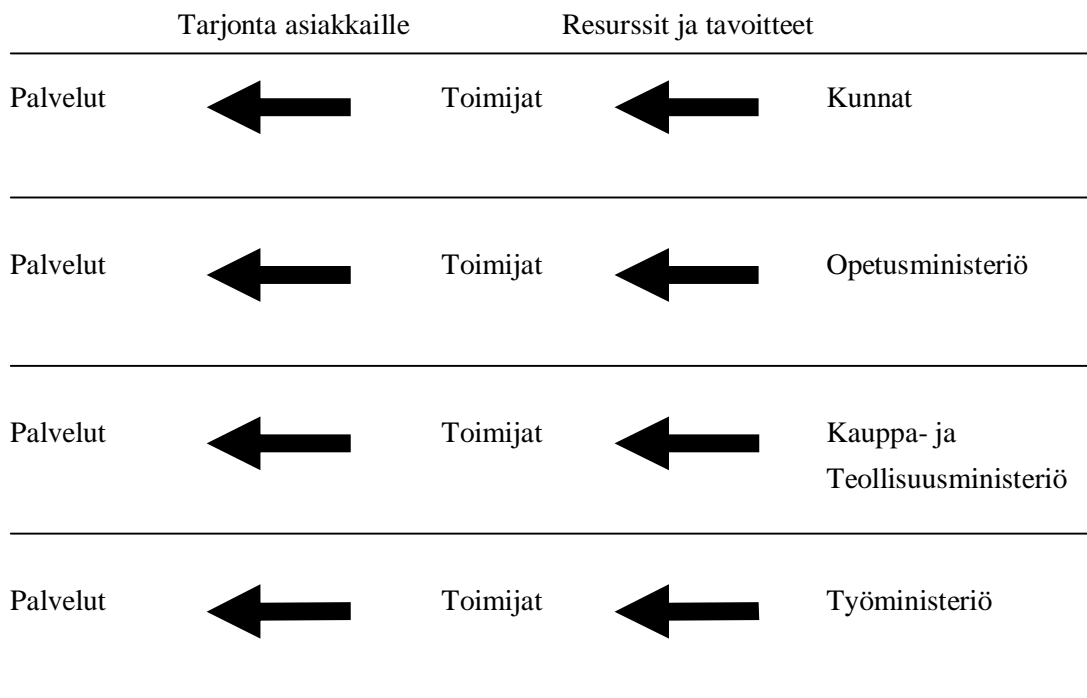 Tarjonta asiakkaille Resurssit ja tavoitteet
Palvelut Toimijat Kunnat
Palvelut Toimijat Opetusministeriö
Palvelut Toimijat Kauppa- ja
Teollisuusministeriö
Palvelut Toimijat Työministeriö